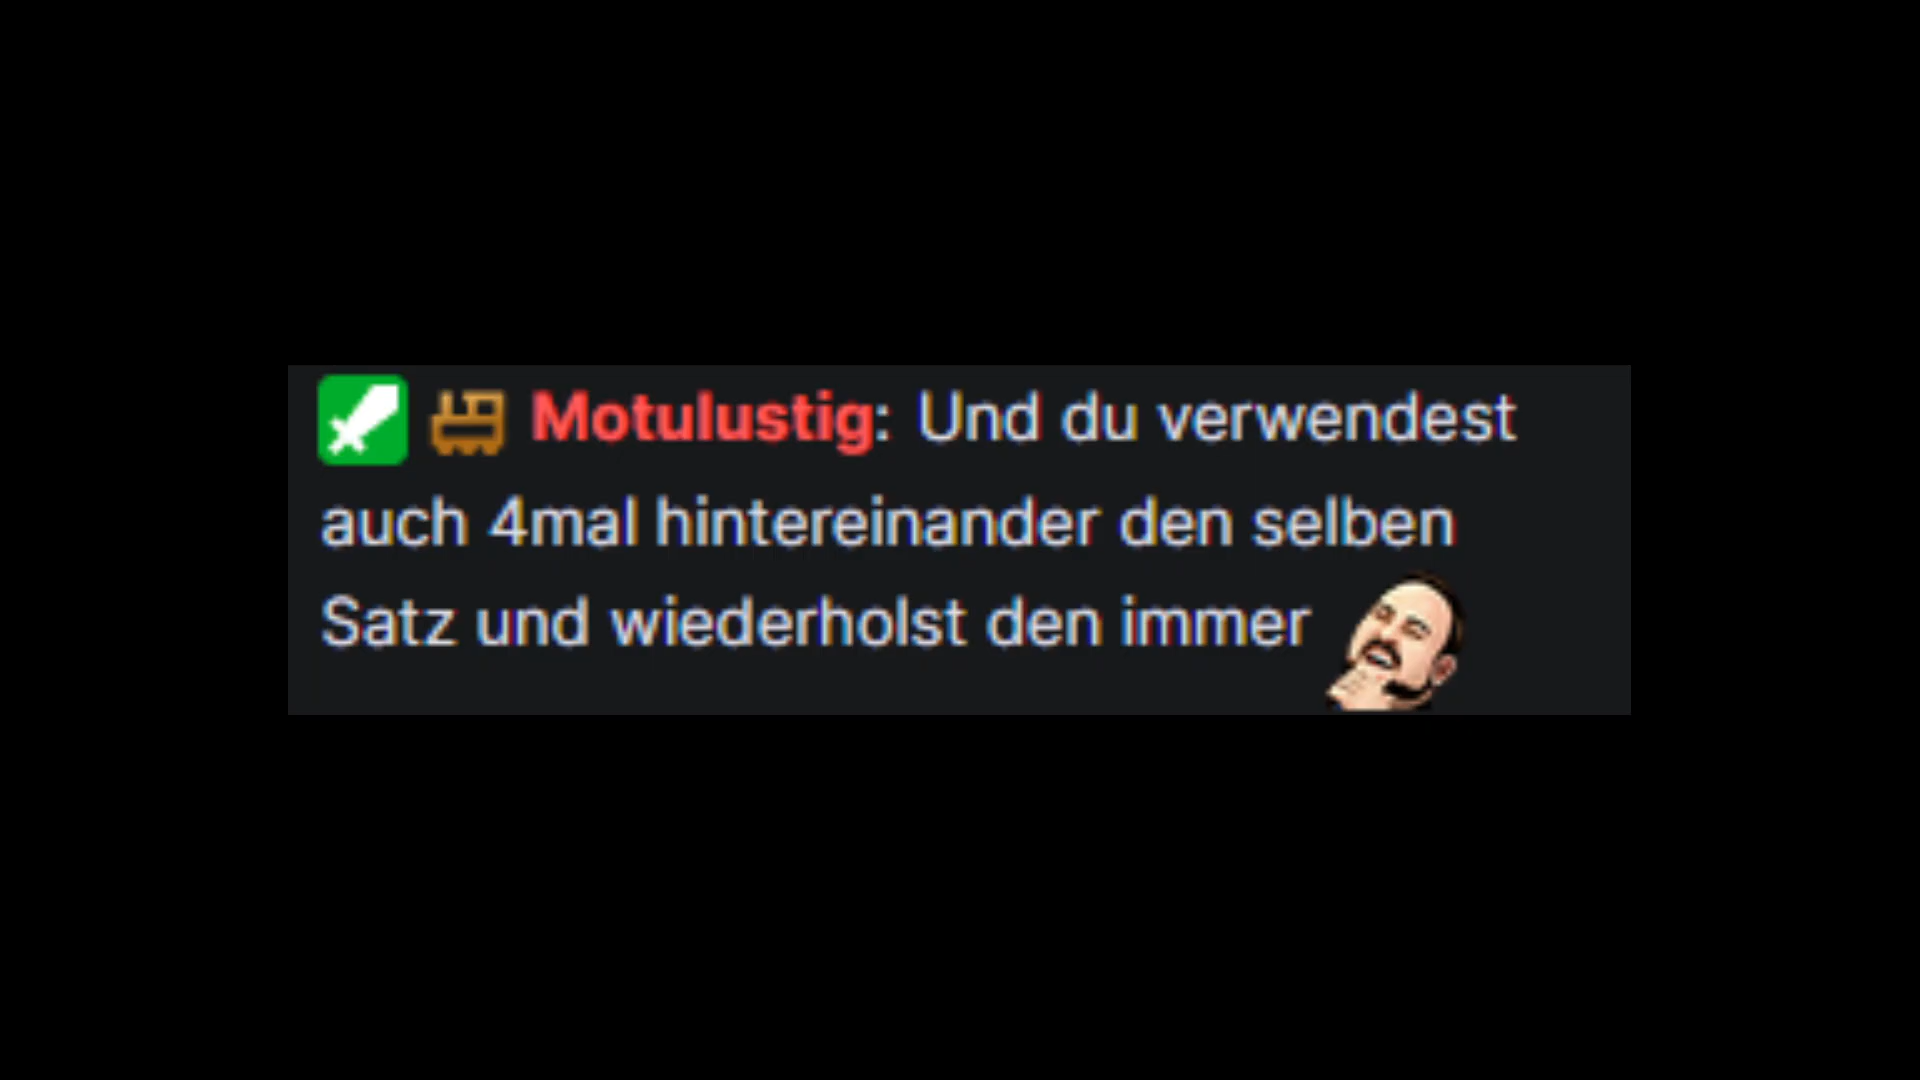 Motulustig: Und du verwendest
auch 4mal hintereinander den selben
Satz und wiederholst den immer